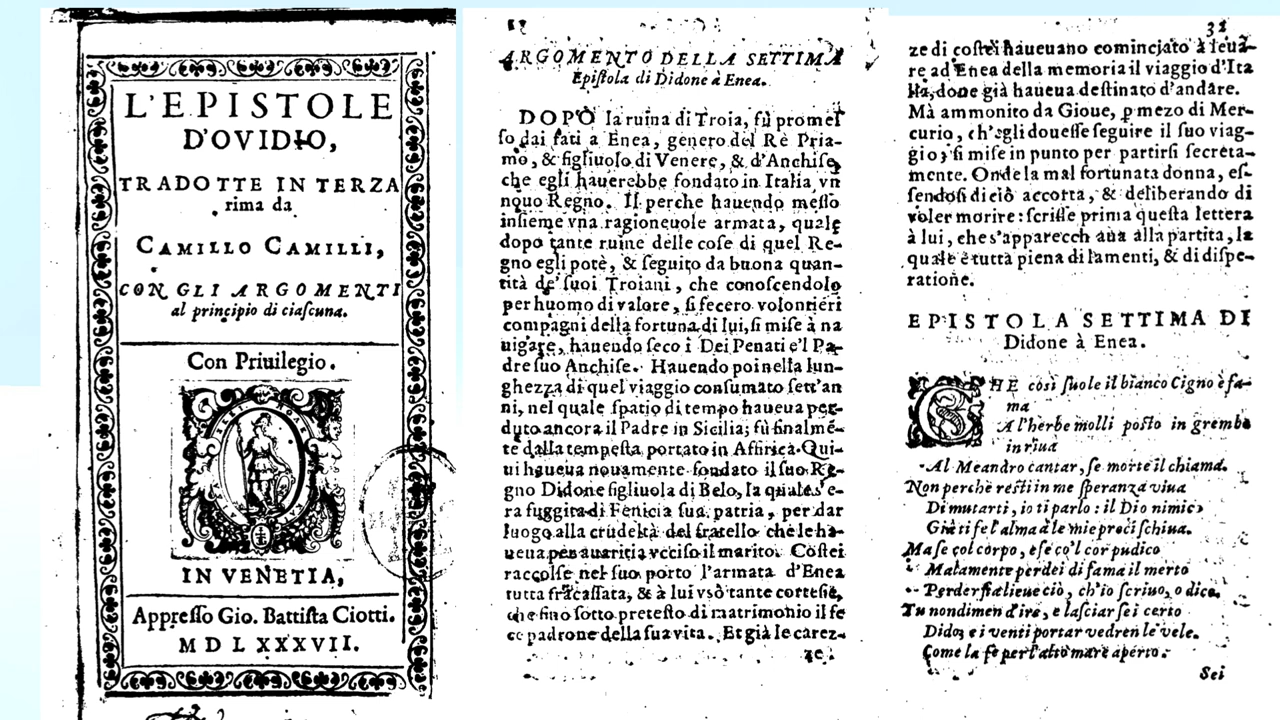 L'EPISTOLE
D'OVIDIO,
TRADOTTE IN TERZA
rima da
CAMILLO CAMILLI,
CON GLI ARGOMENTI
al principio di ciascuna.
Con Priuilegio.
IN VENETIA,
Appresso Gio. Battista Ciotti.
M D L XXXVII.
ARGOMENTO DELLA SETTIMA
Epistola di Didone à Enea.
DOPO la ruina di Troia, fù promes
so dai fati a Enea, genero del Rè Pria-
mo, & figliuolo di Venere, & d'Anchise,
che egli hauerebbe fondato in Italia vn
nuouo Regno. Il perche hauendo messo
insieme vna ragioneuole armata, quale
dopo tante ruine delle cose di quel Re-
gno egli potè, & seguito da buona quan-
tità de' suoi Troiani, che conoscendolo
per huomo di valore, si fecero volontieri
compagni della fortuna di lui, si mise à na
uigare, hauendo seco i Dei Penati e'l Pa-
dre suo Anchise. Hauendo poi nella lun-
ghezza di quel viaggio consumato sett'an
ni, nel quale spatio di tempo haueua per-
duto ancora il Padre in Sicilia; fù finalmē-
te dalla tempesta portato in Affrica. Qui-
ui haueua nouamente fondato il suo Re-
gno Didone figliuola di Belo, la quale s'e-
ra fuggita di Fenicia sua patria, per dar
luogo alla crudeltà del fratello che le ha-
ueua per auaritia vcciso il marito. Costei
raccolse nel suo porto l'armata d'Enea
tutta fracassata, & à lui vsò tante cortesie,
che fino sotto pretesto di matrimonio il fe
ce padrone della sua vita. Et già le carez-
ze
31
ze di costei haueuano cominciato à leua-
re ad Enea della memoria il viaggio d'Ita
lia, doue già haueua destinato d'andare.
Mà ammonito da Gioue, ꝑ mezo di Mer-
curio, ch'egli douesse seguire il suo viag-
gio; si mise in punto per partirsi secreta-
mente. Onde la mal fortunata donna, es-
sendosi di ciò accorta, & deliberando di
voler morire: scrisse prima questa lettera
à lui, che s'apparecchaua alla partita, la
quale è tutta piena di lamenti, & di dispe-
ratione.
EPISTOLA SETTIMA DI
Didone à Enea.
CHE così suole il bianco Cigno è fa-
ma
A l'herbe molli posto in grembo
in riua
Al Meandro cantar, se morte il chiama.
Non perche resti in me speranza viua
Di mutarti, io ti parlo: il Dio nimico
Già ti fe l'alma à le mie preci schiua.
Ma se col corpo, e se co'l cor pudico
Malamente perdei di fama il merto
Perder fia lieue ciò, ch'io scriuo, o dico.
Tu nondimen d'ire, e lasciar sei certo
Dido, e i venti portar vedren le vele.
Come la fè per l'alto mare aperto.
Sei